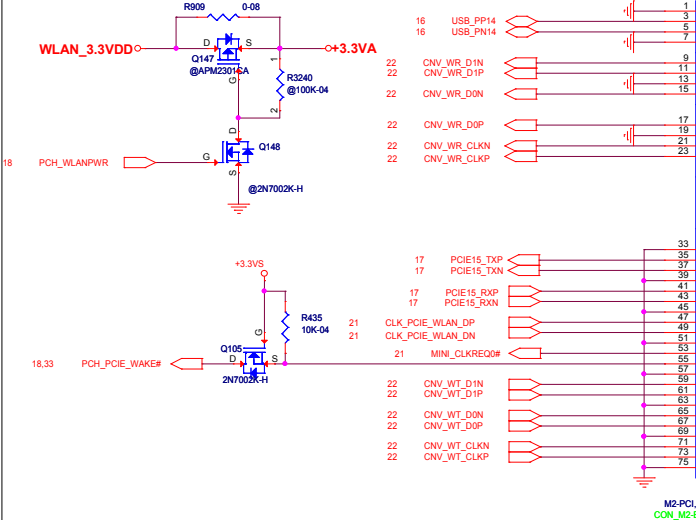 R909 0-08
WLAN_3.3VDD
D S
+3.3VA
Q147
@APM2301CA
G
1
R3240
@100K-04
2
D
Q148
G
S
@2N7002K-H
18 PCH_WLANPWR
16 USB_PP14
16 USB_PN14
22 CNV_WR_D1N
22 CNV_WR_D1P
22 CNV_WR_D0N
22 CNV_WR_D0P
22 CNV_WR_CLKN
22 CNV_WR_CLKP
1
3
5
7
9
11
13
15
17
19
21
23
+3.3VS
G
R435
10K-04
Q105
D S
2N7002K-H
18,33 PCH_PCIE_WAKE#
17 PCIE15_TXP
17 PCIE15_TXN
17 PCIE15_RXP
17 PCIE15_RXN
21 CLK_PCIE_WLAN_DP
21 CLK_PCIE_WLAN_DN
21 MINI_CLKREQ0#
22 CNV_WT_D1N
22 CNV_WT_D1P
22 CNV_WT_D0N
22 CNV_WT_D0P
22 CNV_WT_CLKN
22 CNV_WT_CLKP
33
35
37
39
41
43
45
47
49
51
53
55
57
59
61
63
65
67
69
71
73
75
M2-PCI,
CON_M2-